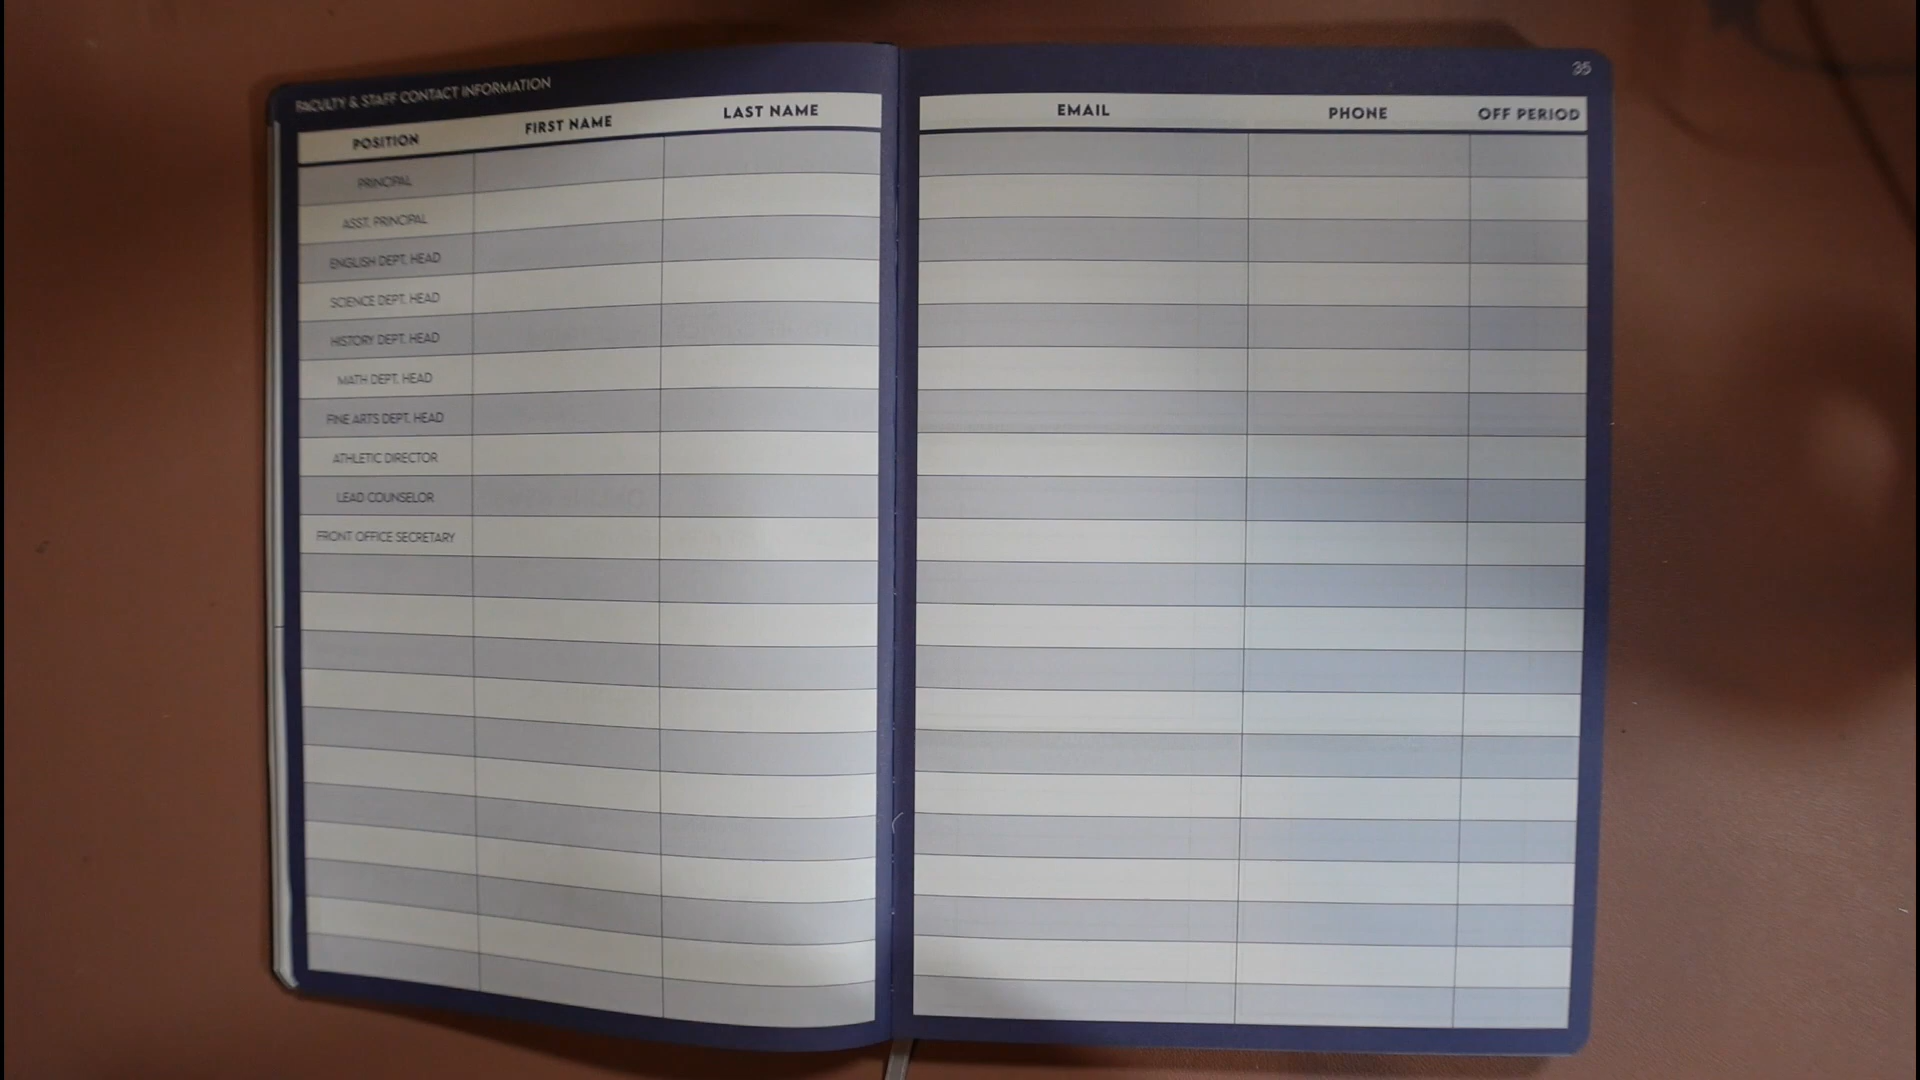 FACULTY & STAFF CONTACT INFORMATION
35
POSITION FIRST NAME LAST NAME EMAIL PHONE OFF PERIOD
PRINCIPAL
ASST. PRINCIPAL
ENGLISH DEPT. HEAD
SCIENCE DEPT. HEAD
HISTORY DEPT. HEAD
MATH DEPT. HEAD
FINE ARTS DEPT. HEAD
ATHLETIC DIRECTOR
LEAD COUNSELOR
FRONT OFFICE SECRETARY